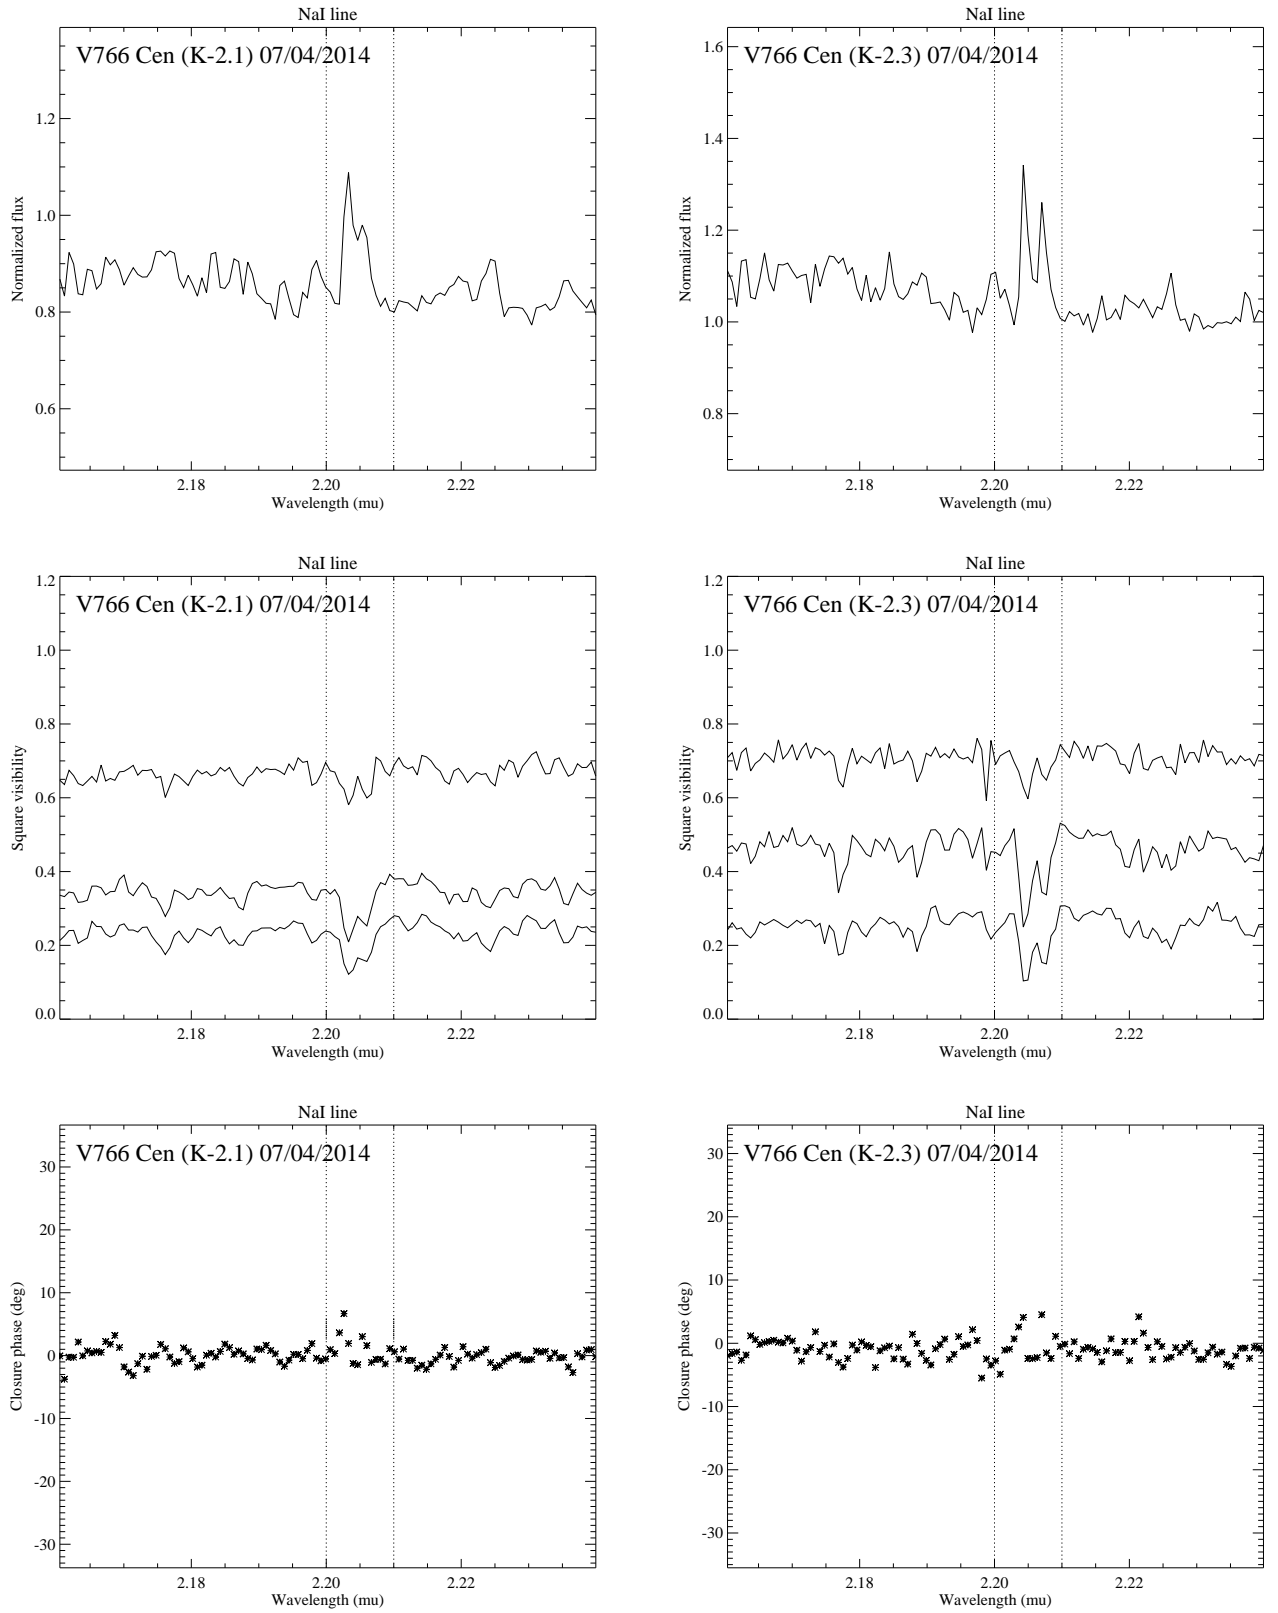 NaI line
V766 Cen (K-2.1) 07/04/2014
1.2
1.0
0.8
0.6
Normalized flux
2.18 2.20 2.22
Wavelength (mu)
NaI line
V766 Cen (K-2.3) 07/04/2014
1.6
1.4
1.2
1.0
0.8
Normalized flux
2.18 2.20 2.22
Wavelength (mu)
NaI line
V766 Cen (K-2.1) 07/04/2014
1.2
1.0
0.8
0.6
0.4
0.2
0.0
Square visibility
2.18 2.20 2.22
Wavelength (mu)
NaI line
V766 Cen (K-2.3) 07/04/2014
1.2
1.0
0.8
0.6
0.4
0.2
0.0
Square visibility
2.18 2.20 2.22
Wavelength (mu)
NaI line
V766 Cen (K-2.1) 07/04/2014
30
20
10
0
-10
-20
-30
Closure phase (deg)
2.18 2.20 2.22
Wavelength (mu)
NaI line
V766 Cen (K-2.3) 07/04/2014
30
20
10
0
-10
-20
-30
Closure phase (deg)
2.18 2.20 2.22
Wavelength (mu)